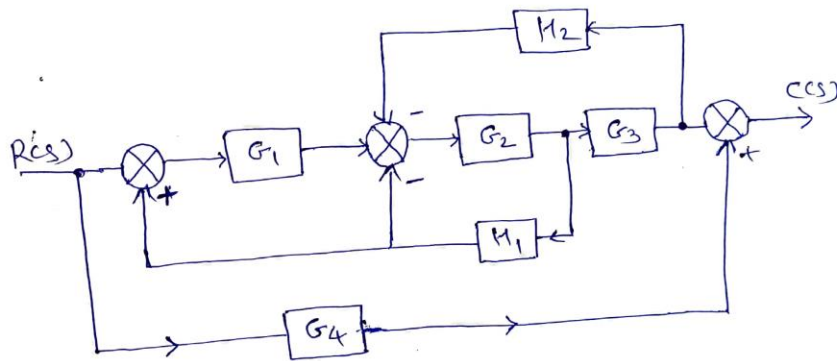 H2
C(S)
R(S)
G1
-
G2
G3
+
+
-
H1
G4